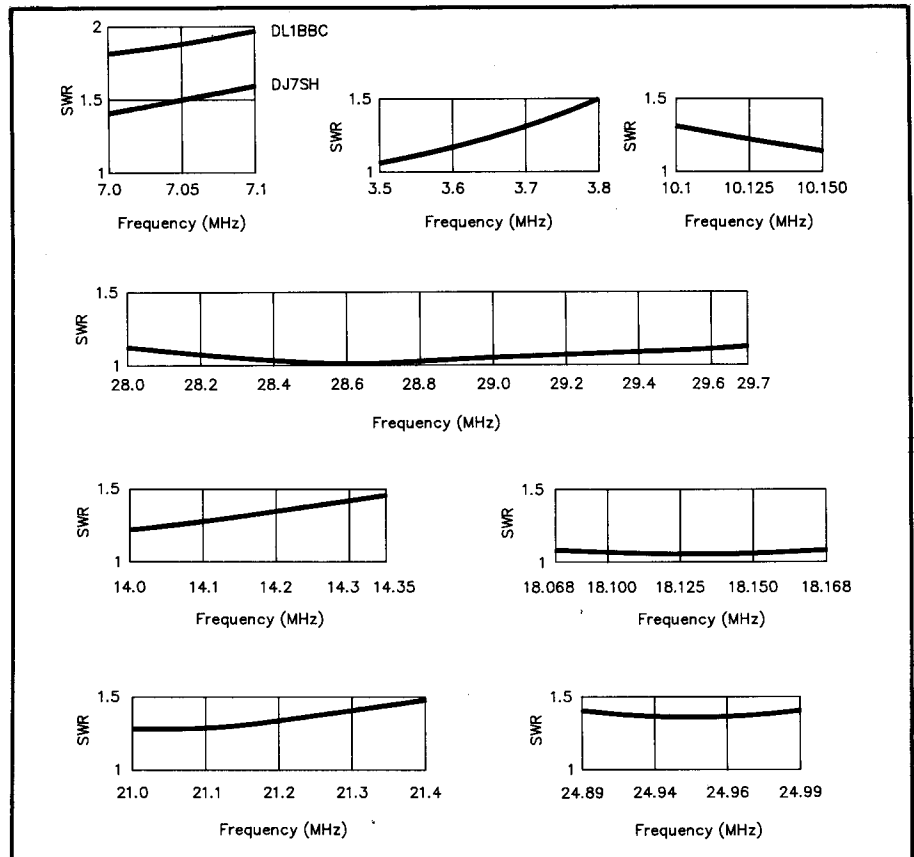 2
DL1BBC
DJ7SH
SWR
1.5
1
7.0 7.05 7.1
Frequency (MHz)
1.5
SWR
1
3.5 3.6 3.7 3.8
Frequency (MHz)
1.5
SWR
1
10.1 10.125 10.150
Frequency (MHz)
1.5
SWR
1
28.0 28.2 28.4 28.6 28.8 29.0 29.2 29.4 29.6 29.7
Frequency (MHz)
1.5
SWR
1
14.0 14.1 14.2 14.3 14.35
Frequency (MHz)
1.5
SWR
1
18.068 18.100 18.125 18.150 18.168
Frequency (MHz)
1.5
SWR
1
21.0 21.1 21.2 21.3 21.4
Frequency (MHz)
1.5
SWR
1
24.89 24.94 24.96 24.99
Frequency (MHz)